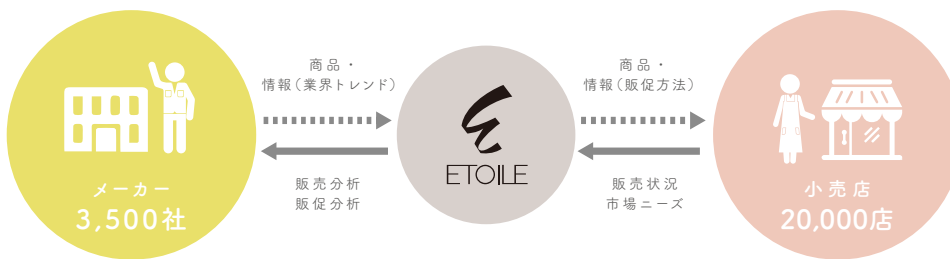 メーカー
3,500社
商品・
情報（業界トレンド）
販売分析
販促分析
ETOILE
商品・
情報（販促方法）
販売状況
市場ニーズ
小売店
20,000店